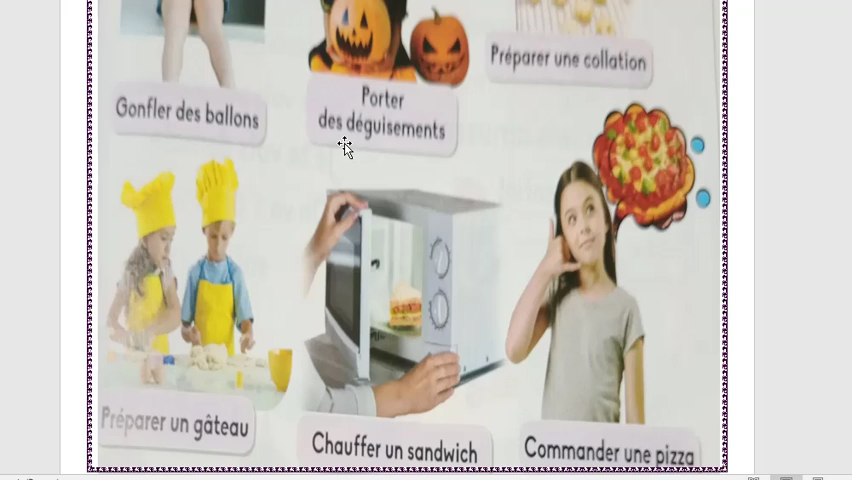 Préparer une collation
Gonfler des ballons
Porter
des déguisements
Préparer un gâteau
Chauffer un sandwich
Commander une pizza